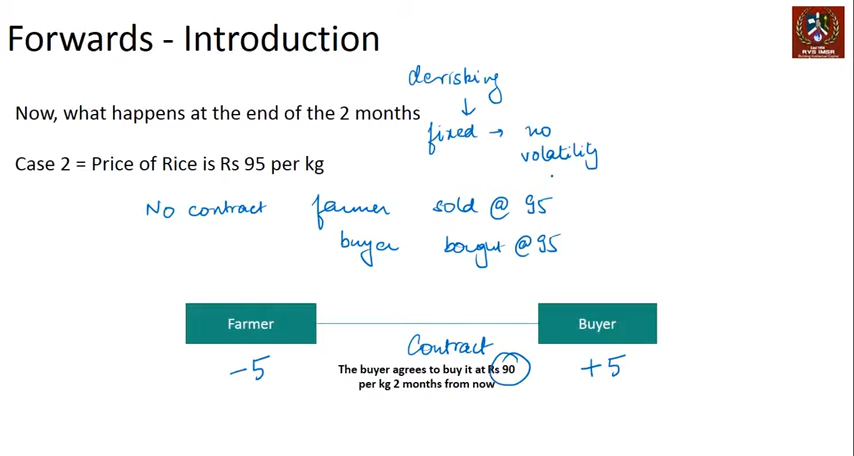 Forwards - Introduction
RVS IMSR
derisking
Now, what happens at the end of the 2 months
fixed → no
volatility
Case 2 = Price of Rice is Rs 95 per kg
No contract farmer sold @ 95
buyer bought @ 95
Farmer
Buyer
Contract
The buyer agrees to buy it at Rs 90
per kg 2 months from now
-5
+5